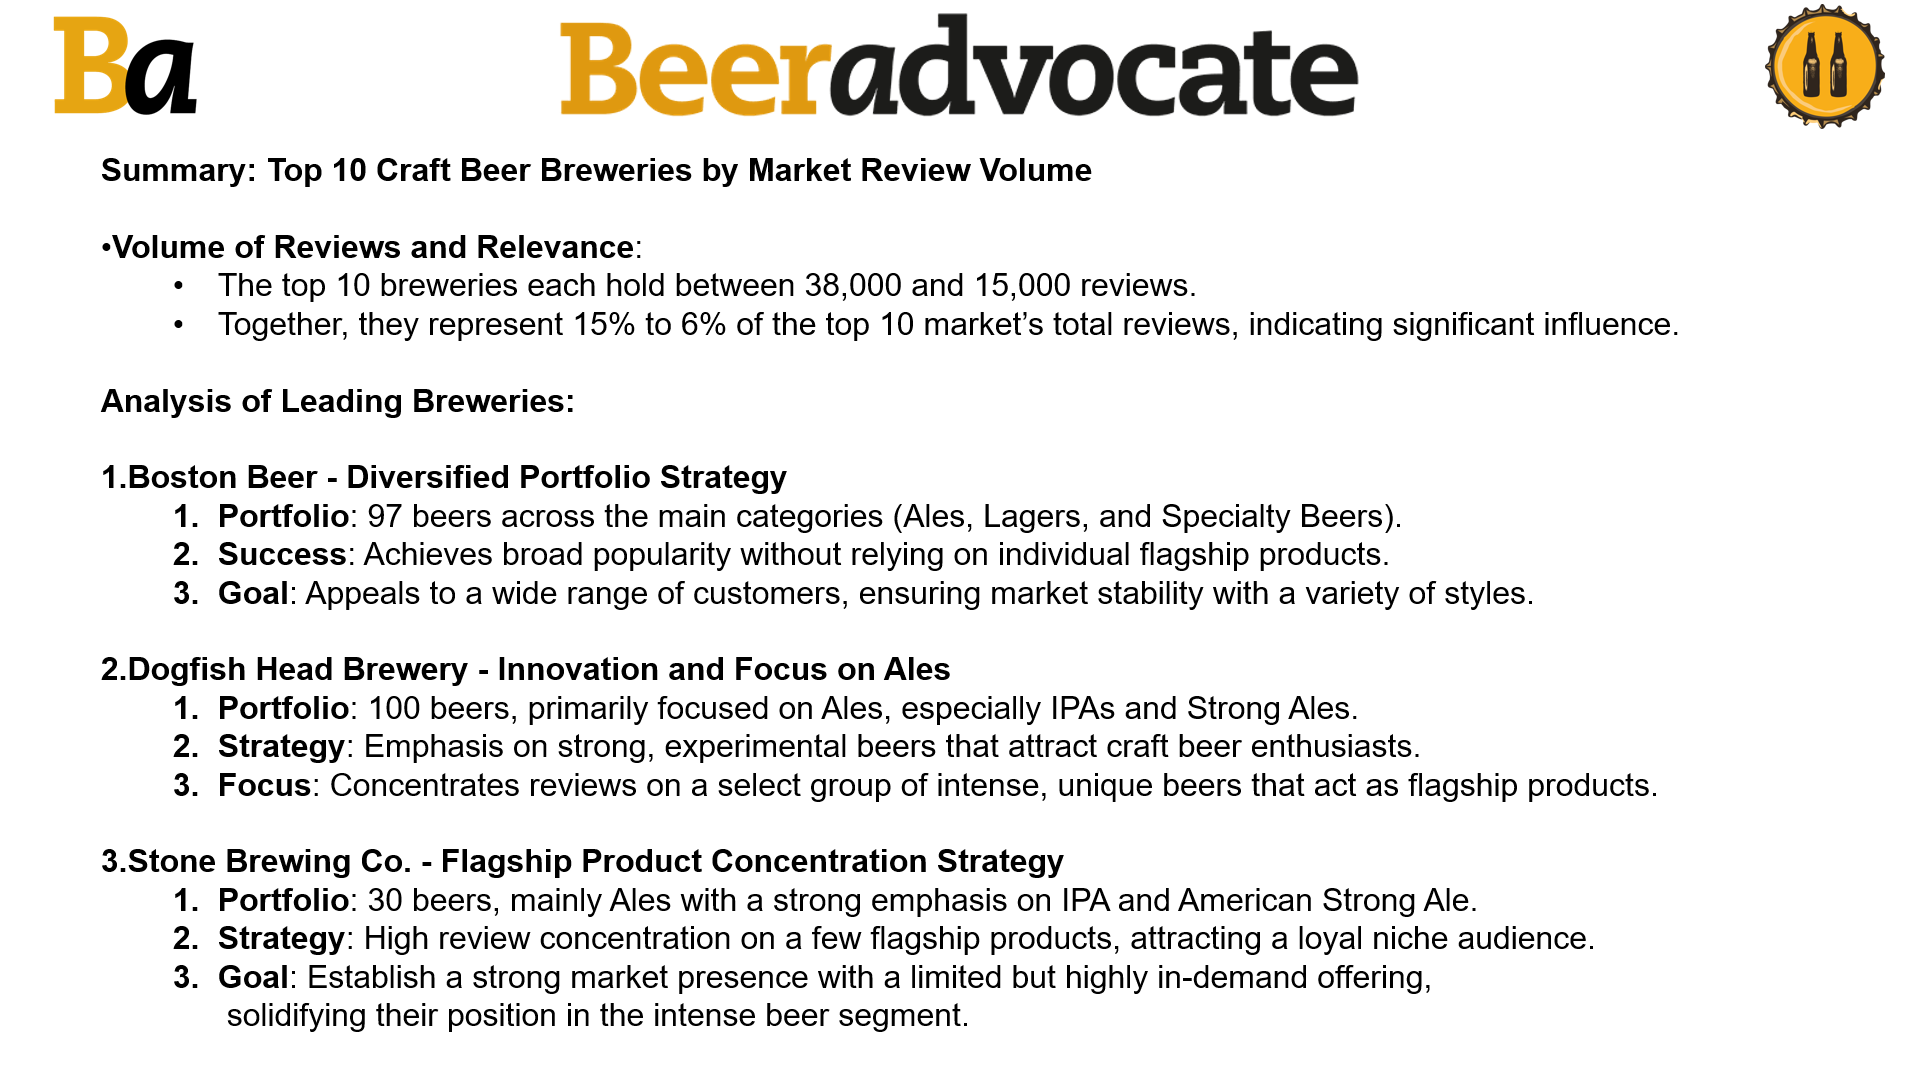 Ba
Beeradvocate
Summary: Top 10 Craft Beer Breweries by Market Review Volume
•Volume of Reviews and Relevance:
• The top 10 breweries each hold between 38,000 and 15,000 reviews.
• Together, they represent 15% to 6% of the top 10 market’s total reviews, indicating significant influence.
Analysis of Leading Breweries:
1.Boston Beer - Diversified Portfolio Strategy
1. Portfolio: 97 beers across the main categories (Ales, Lagers, and Specialty Beers).
2. Success: Achieves broad popularity without relying on individual flagship products.
3. Goal: Appeals to a wide range of customers, ensuring market stability with a variety of styles.
2.Dogfish Head Brewery - Innovation and Focus on Ales
1. Portfolio: 100 beers, primarily focused on Ales, especially IPAs and Strong Ales.
2. Strategy: Emphasis on strong, experimental beers that attract craft beer enthusiasts.
3. Focus: Concentrates reviews on a select group of intense, unique beers that act as flagship products.
3.Stone Brewing Co. - Flagship Product Concentration Strategy
1. Portfolio: 30 beers, mainly Ales with a strong emphasis on IPA and American Strong Ale.
2. Strategy: High review concentration on a few flagship products, attracting a loyal niche audience.
3. Goal: Establish a strong market presence with a limited but highly in-demand offering,
solidifying their position in the intense beer segment.